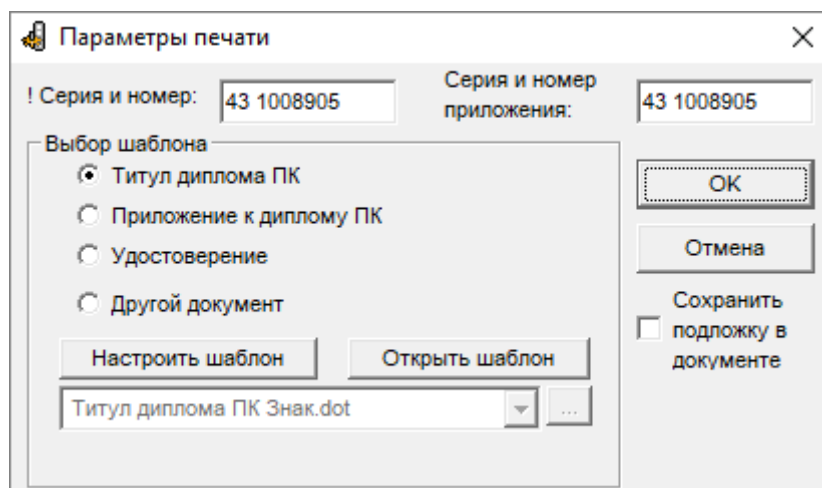 Параметры печати
! Серия и номер: 43 1008905
Серия и номер
приложения: 43 1008905
Выбор шаблона
Титул диплома ПК
Приложение к диплому ПК
Удостоверение
Другой документ
Настроить шаблон
Открыть шаблон
Титул диплома ПК Знак.dot
...
OK
Отмена
Сохранить
подложку в
документе